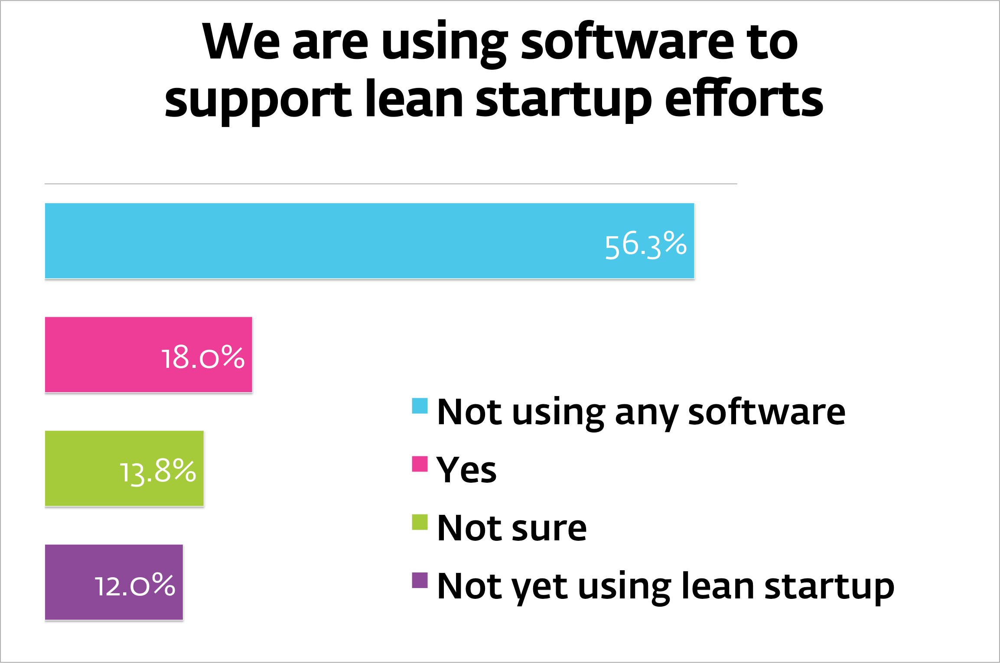 We are using software to
support lean startup efforts
56.3%
18.0%
13.8%
12.0%
Not using any software
Yes
Not sure
Not yet using lean startup